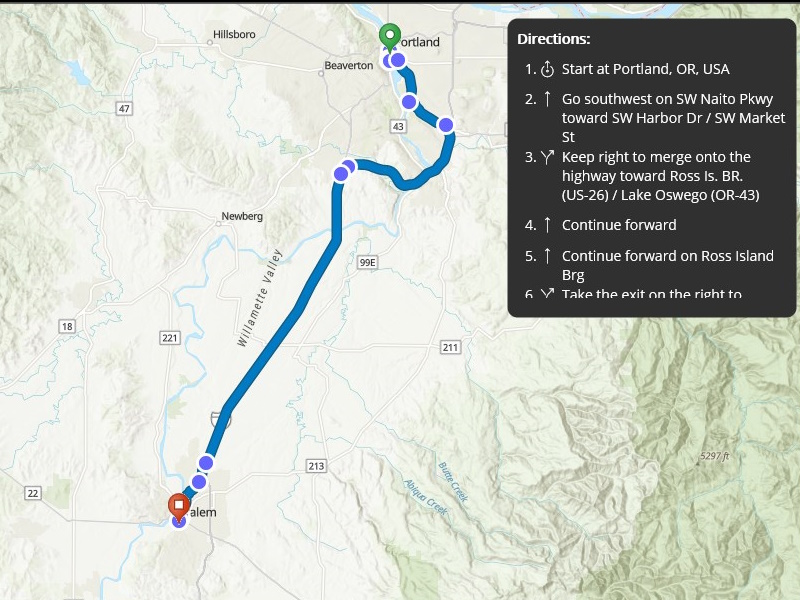 Directions:
1. Start at Portland, OR, USA
2. Go southwest on SW Naito Pkwy
toward SW Harbor Dr / SW Market
St
3. Keep right to merge onto the
highway toward Ross Is. BR.
(US-26) / Lake Oswego (OR-43)
4. Continue forward
5. Continue forward on Ross Island
Brg
6. Take the exit on the right to
Hillsboro
ortland
Beaverton
47
43
Newberg
99E
Willamette Valley
18
221
211
5297 ft
213
Butte Creek
Abiqua Creek
22
alem